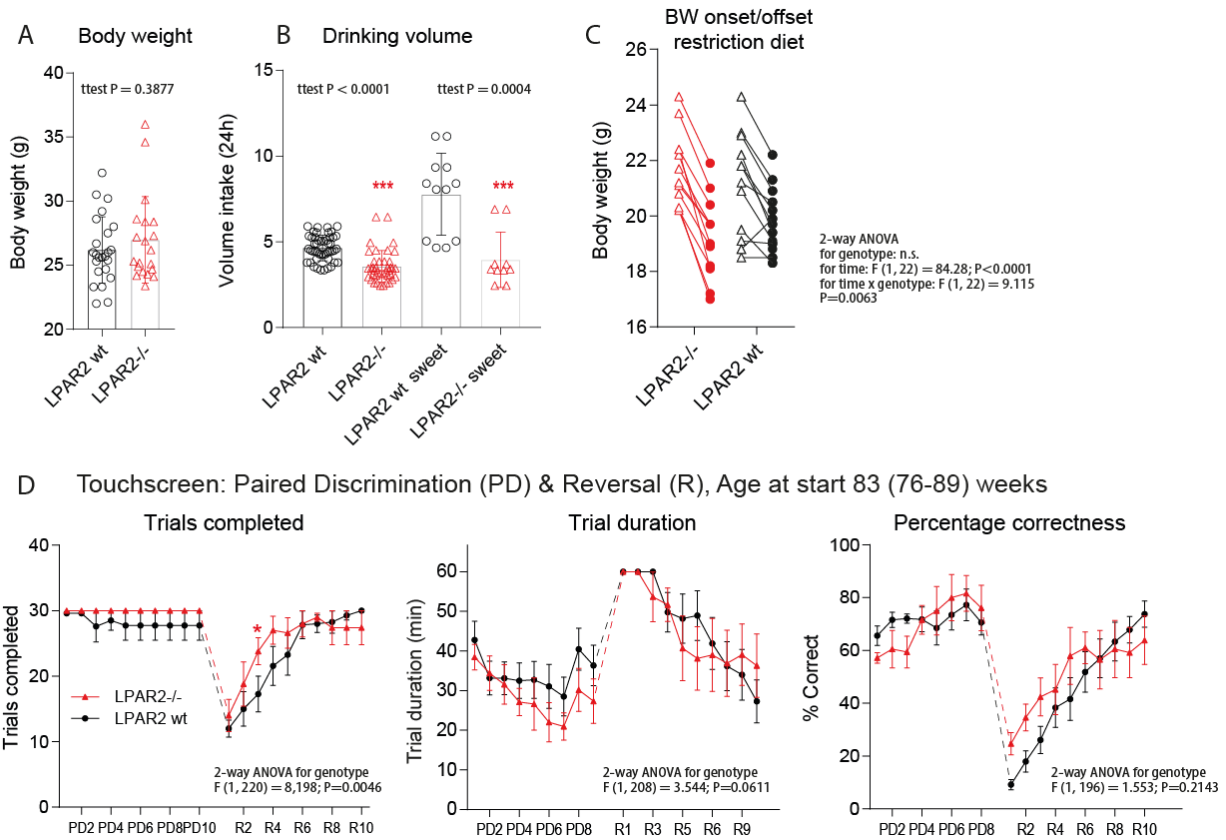 A Body weight
ttest P = 0.3877
Body weight (g)
40
35
30
25
20
LPAR2 wt
LPAR2-/-
B Drinking volume
ttest P < 0.0001
ttest P = 0.0004
Volume intake (24h)
15
10
5
0
***
***
LPAR2 wt
LPAR2-/-
LPAR2 wt sweet
LPAR2-/- sweet
C BW onset/offset
restriction diet
Body weight (g)
26
24
22
20
18
16
LPAR2-/-
LPAR2 wt
2-way ANOVA
for genotype: n.s.
for time: F (1, 22) = 84.28; P<0.0001
for time x genotype: F (1, 22) = 9.115
P=0.0063
D Touchscreen: Paired Discrimination (PD) & Reversal (R), Age at start 83 (76-89) weeks
Trials completed
Trials completed
40
30
20
10
0
*
LPAR2-/-
LPAR2 wt
2-way ANOVA for genotype
F (1, 220) = 8,198; P=0.0046
PD2 PD4 PD6 PD8 PD10 R2 R4 R6 R8 R10
Trial duration
Trial duration (min)
60
50
40
30
20
10
0
2-way ANOVA for genotype
F (1, 208) = 3.544; P=0.0611
PD2 PD4 PD6 PD8 R1 R3 R5 R6 R9
Percentage correctness
% Correct
100
80
60
40
20
0
2-way ANOVA for genotype
F (1, 196) = 1.553; P=0.2143
PD2 PD4 PD6 PD8 R2 R4 R6 R8 R10